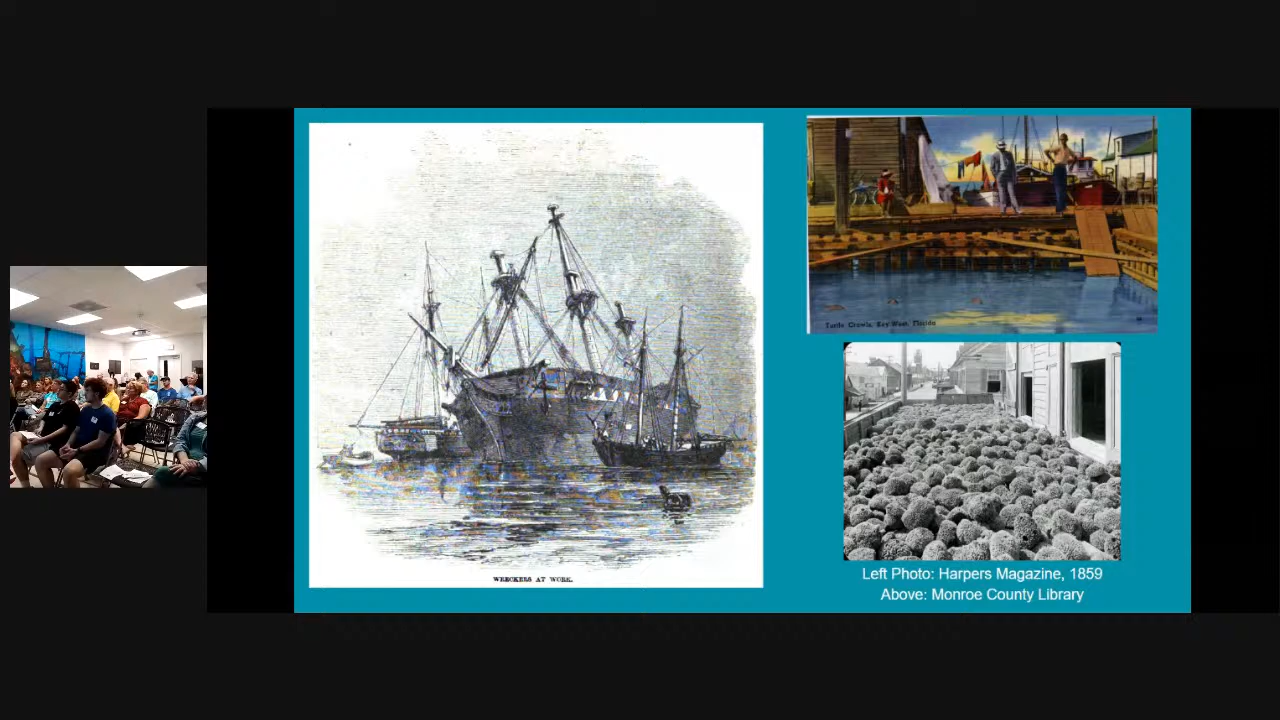 WRECKERS AT WORK.
Turtle Crawls, Key West, Florida
Left Photo: Harpers Magazine, 1859
Above: Monroe County Library